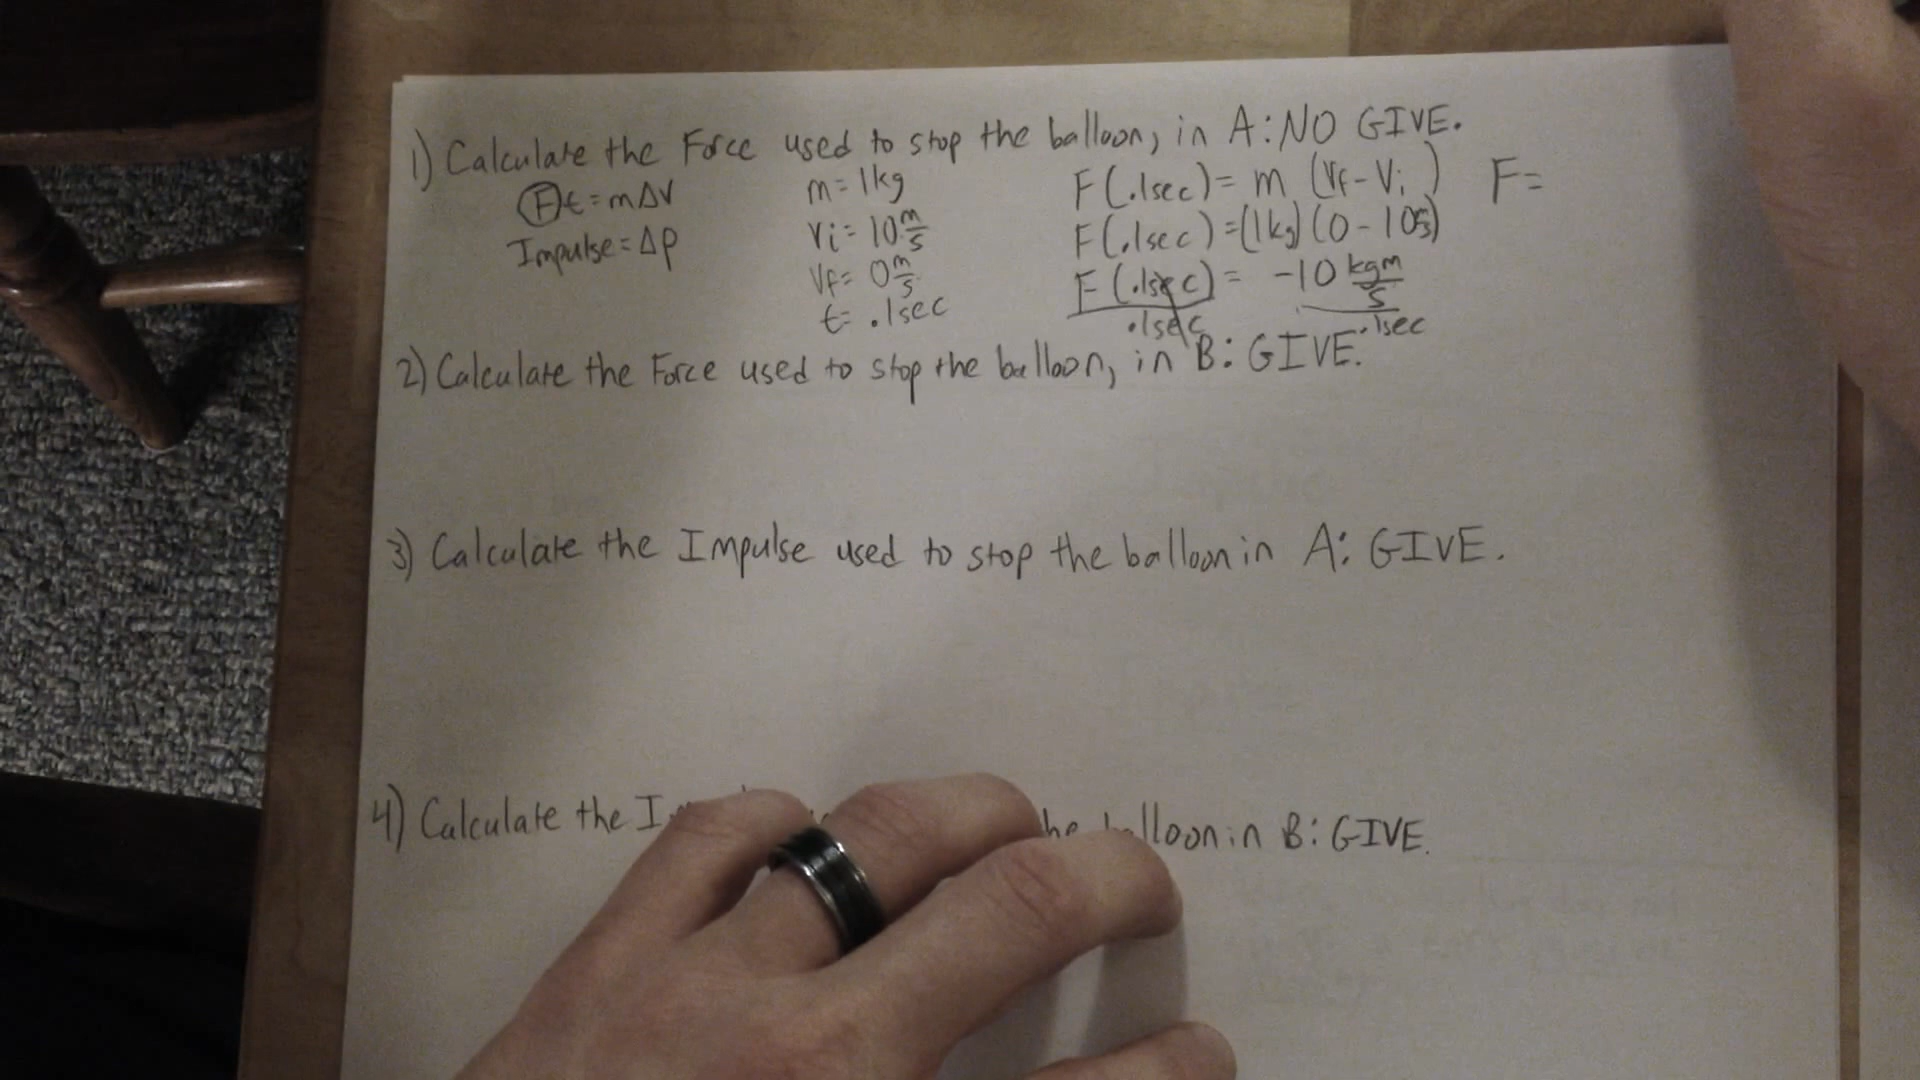 1) Calculate the Force used to stop the balloon, in A: NO GIVE.
Ft = mΔV
Impulse = Δp
m = 1kg
Vi = 10 m/s
Vf = 0 m/s
t = .1sec
F(.1sec) = m (Vf - Vi)
F(.1sec) = (1kg)(0 - 10
F(.1sec) = -10 kgm/s
.1sec .1sec
F =
2) Calculate the Force used to stop the balloon, in B: GIVE.
3) Calculate the Impulse used to stop the balloon in A: GIVE.
4) Calculate the balloon in B: GIVE.